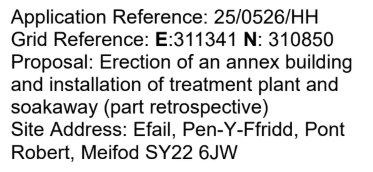 Application Reference: 25/0526/HH
Grid Reference: E:311341 N: 310850
Proposal: Erection of an annex building
and installation of treatment plant and
soakaway (part retrospective)
Site Address: Efail, Pen-Y-Ffridd, Pont
Robert, Meifod SY22 6JW